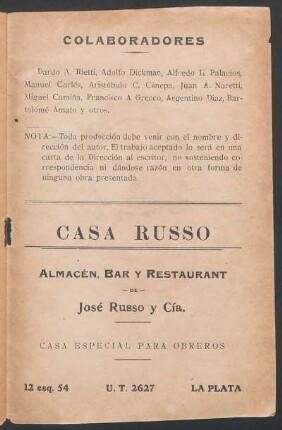 COLABORADORES
Dardo A. Rietti, Adolfo Dickman, Alfredo L. Palacios,
Manuel Carlés, Aristóbulo C. Cánepa, Juan A. Naretti,
Miguel Camiña, Francisco A Grecco, Argentino Diaz, Bar-
tolomé Amato y otros.
NOTA:—Toda producción debe venir con el nombre y di-
rección del autor. El trabajo aceptado lo será en una
carta de la Dirección al escritor, no sosteniendo co-
rrespondencia ni dándose razón en otra forma de
ninguna obra presentada.
CASA RUSSO
ALMACÉN, BAR Y RESTAURANT
— DE —
José Russo y Cía.
CASA ESPECIAL PARA OBREROS
12 esq. 54 U. T. 2627 LA PLATA